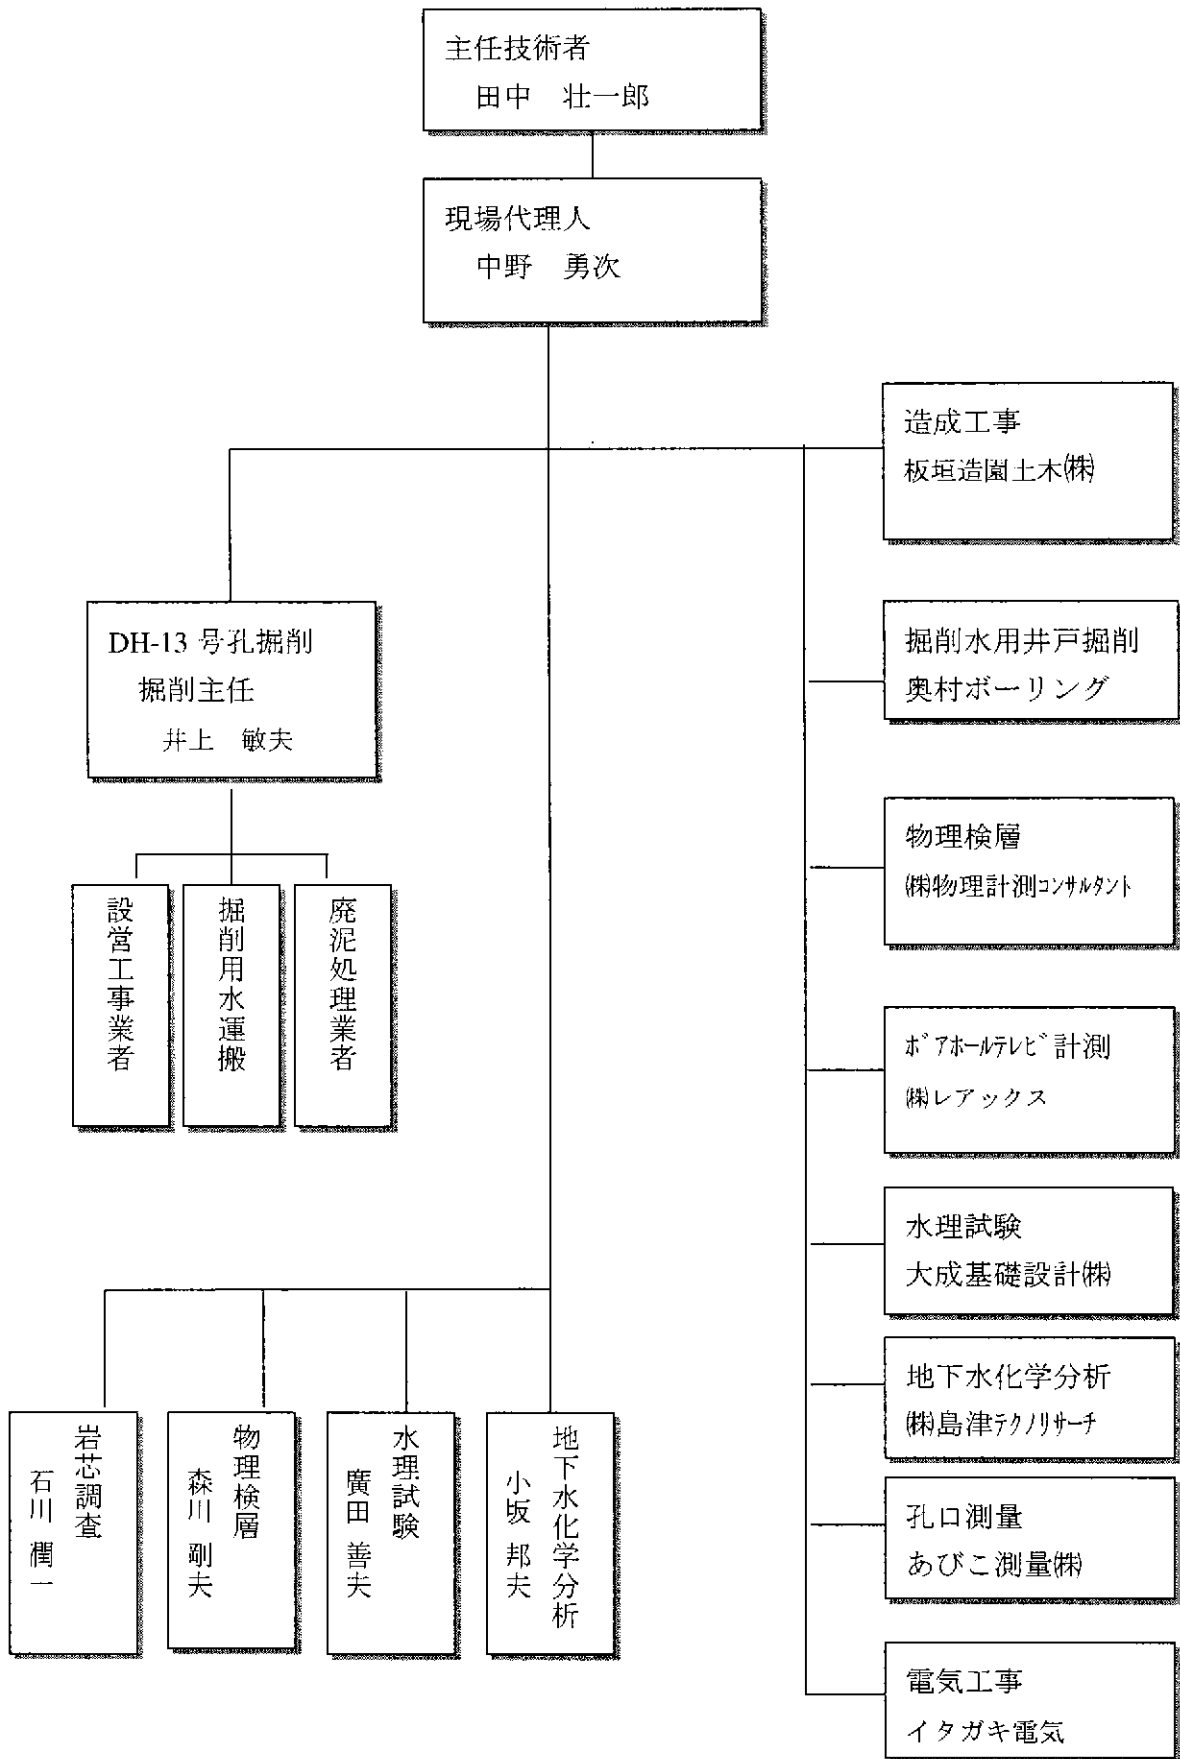 主任技術者
田中 壮一郎
現場代理人
中野 勇次
造成工事
板垣造園土木㈱
DH-13 号孔掘削
掘削主任
井上 敏夫
掘削水用井戸掘削
奥村ボーリング
物理検層
㈱物理計測コンサルタント
設営工事業者
掘削用水運搬
廃泥処理業者
ボアホールテレビ計測
㈱レアックス
水理試験
大成基礎設計㈱
地下水化学分析
㈱島津テクノリサーチ
孔口測量
あびこ測量㈱
電気工事
イタガキ電気
岩芯調査
石川 潤一
物理検層
森川 剛夫
水理試験
廣田 善夫
地下水化学分析
小坂 邦夫